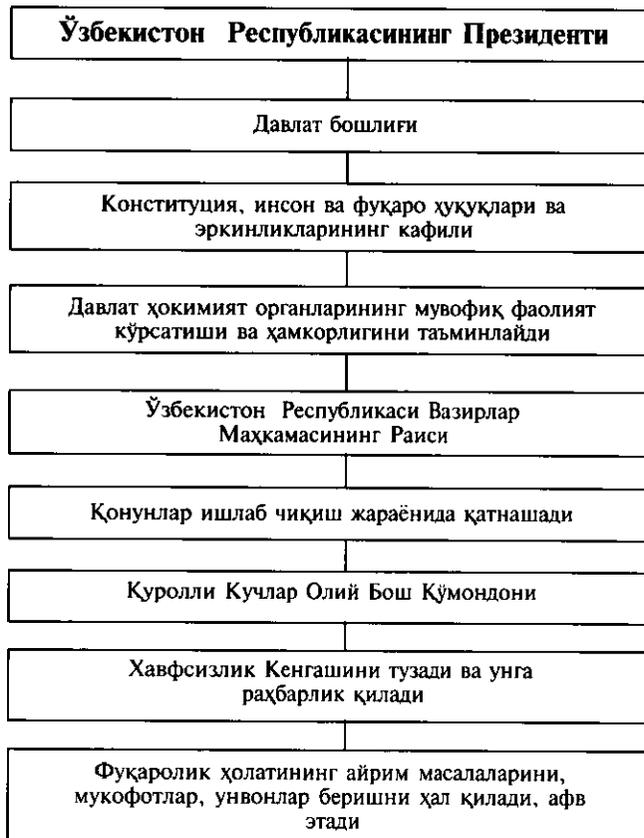 Ўзбекистон Республикасининг Президенти
Давлат бошлиғи
Конституция, инсон ва фуқаро ҳуқуқлари ва
эркинликларининг кафили
Давлат ҳокимият органларининг мувофиқ фаолият
кўрсатиши ва ҳамкорлигини таъминлайди
Ўзбекистон Республикаси Вазирлар
Маҳкамасининг Раиси
Қонунлар ишлаб чиқиш жараёнида қатнашади
Қуролли Кучлар Олий Бош Қўмондони
Хавфсизлик Кенгашини тузади ва унга
раҳбарлик қилади
Фуқаролик ҳолатининг айрим масалаларини,
мукофотлар, унвонлар беришни ҳал қилади, афв
этади